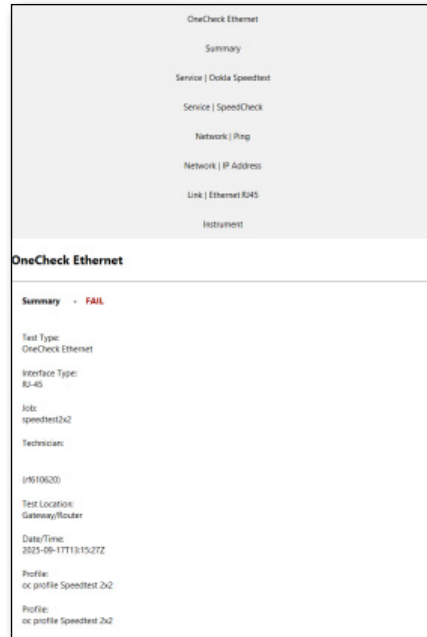 OneCheck Ethernet
Summary
Service | Ookla Speedtest
Service | SpeedCheck
Network | Ping
Network | IP Address
Link | Ethernet RJ45
Instrument
OneCheck Ethernet
Summary - FAIL
Test Type:
OneCheck Ethernet
Interface Type:
RJ-45
Job:
speedtest2x2
Technician:
(rf610620)
Test Location:
Gateway/Router
Date/Time:
2025-09-17T13:15:27Z
Profile:
oc profile Speedtest 2x2
Profile:
oc profile Speedtest 2x2